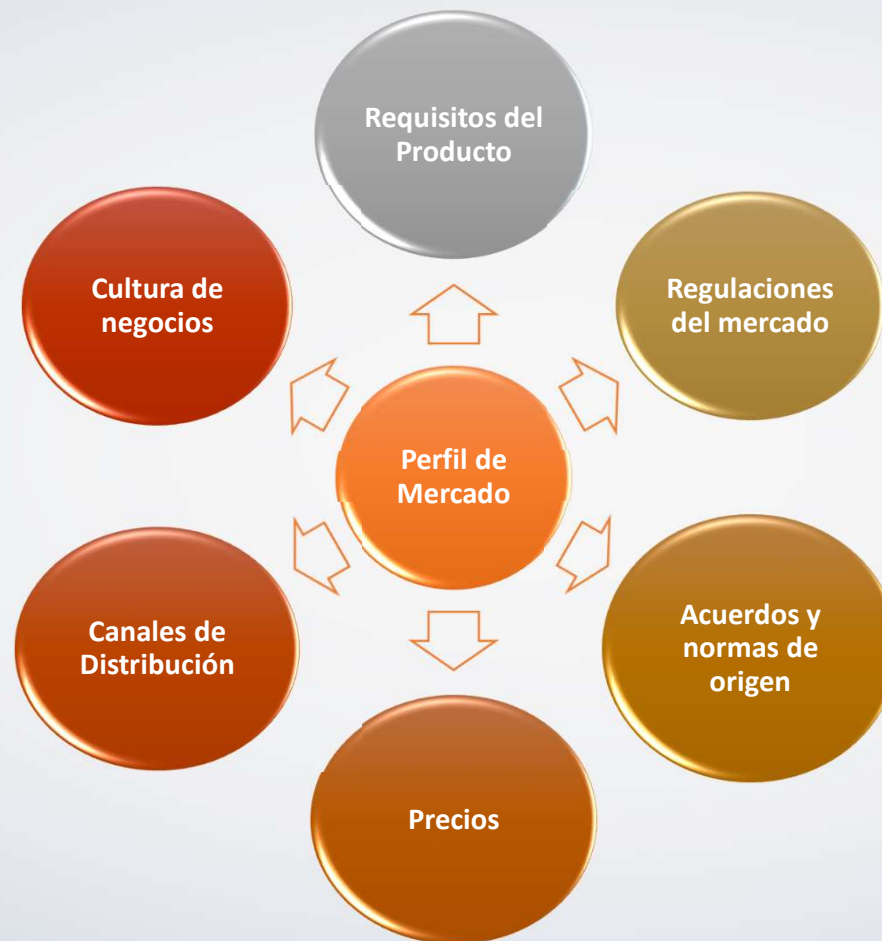 Requisitos del
Producto
Cultura de
negocios
Regulaciones
del mercado
Perfil de
Mercado
Canales de
Distribución
Acuerdos y
normas de
origen
Precios